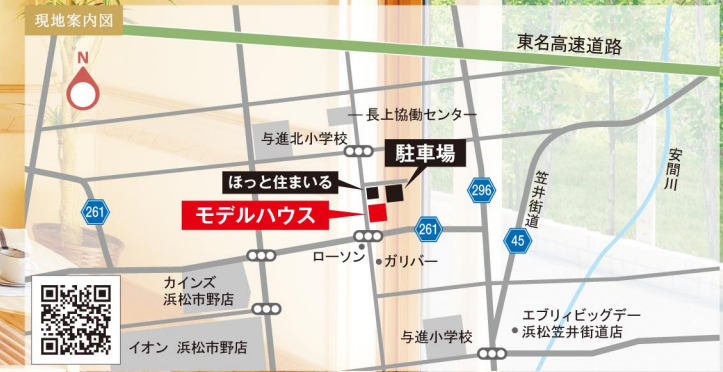 現地案内図
N
東名高速道路
長上協働センター
与進北小学校
駐車場
ほっと住まいる
モデルハウス
261
296
261
45
笠井街道
安間川
ローソン
ガリバー
カインズ
浜松市野店
イオン 浜松市野店
与進小学校
エブリィビッグデー
浜松笠井街道店